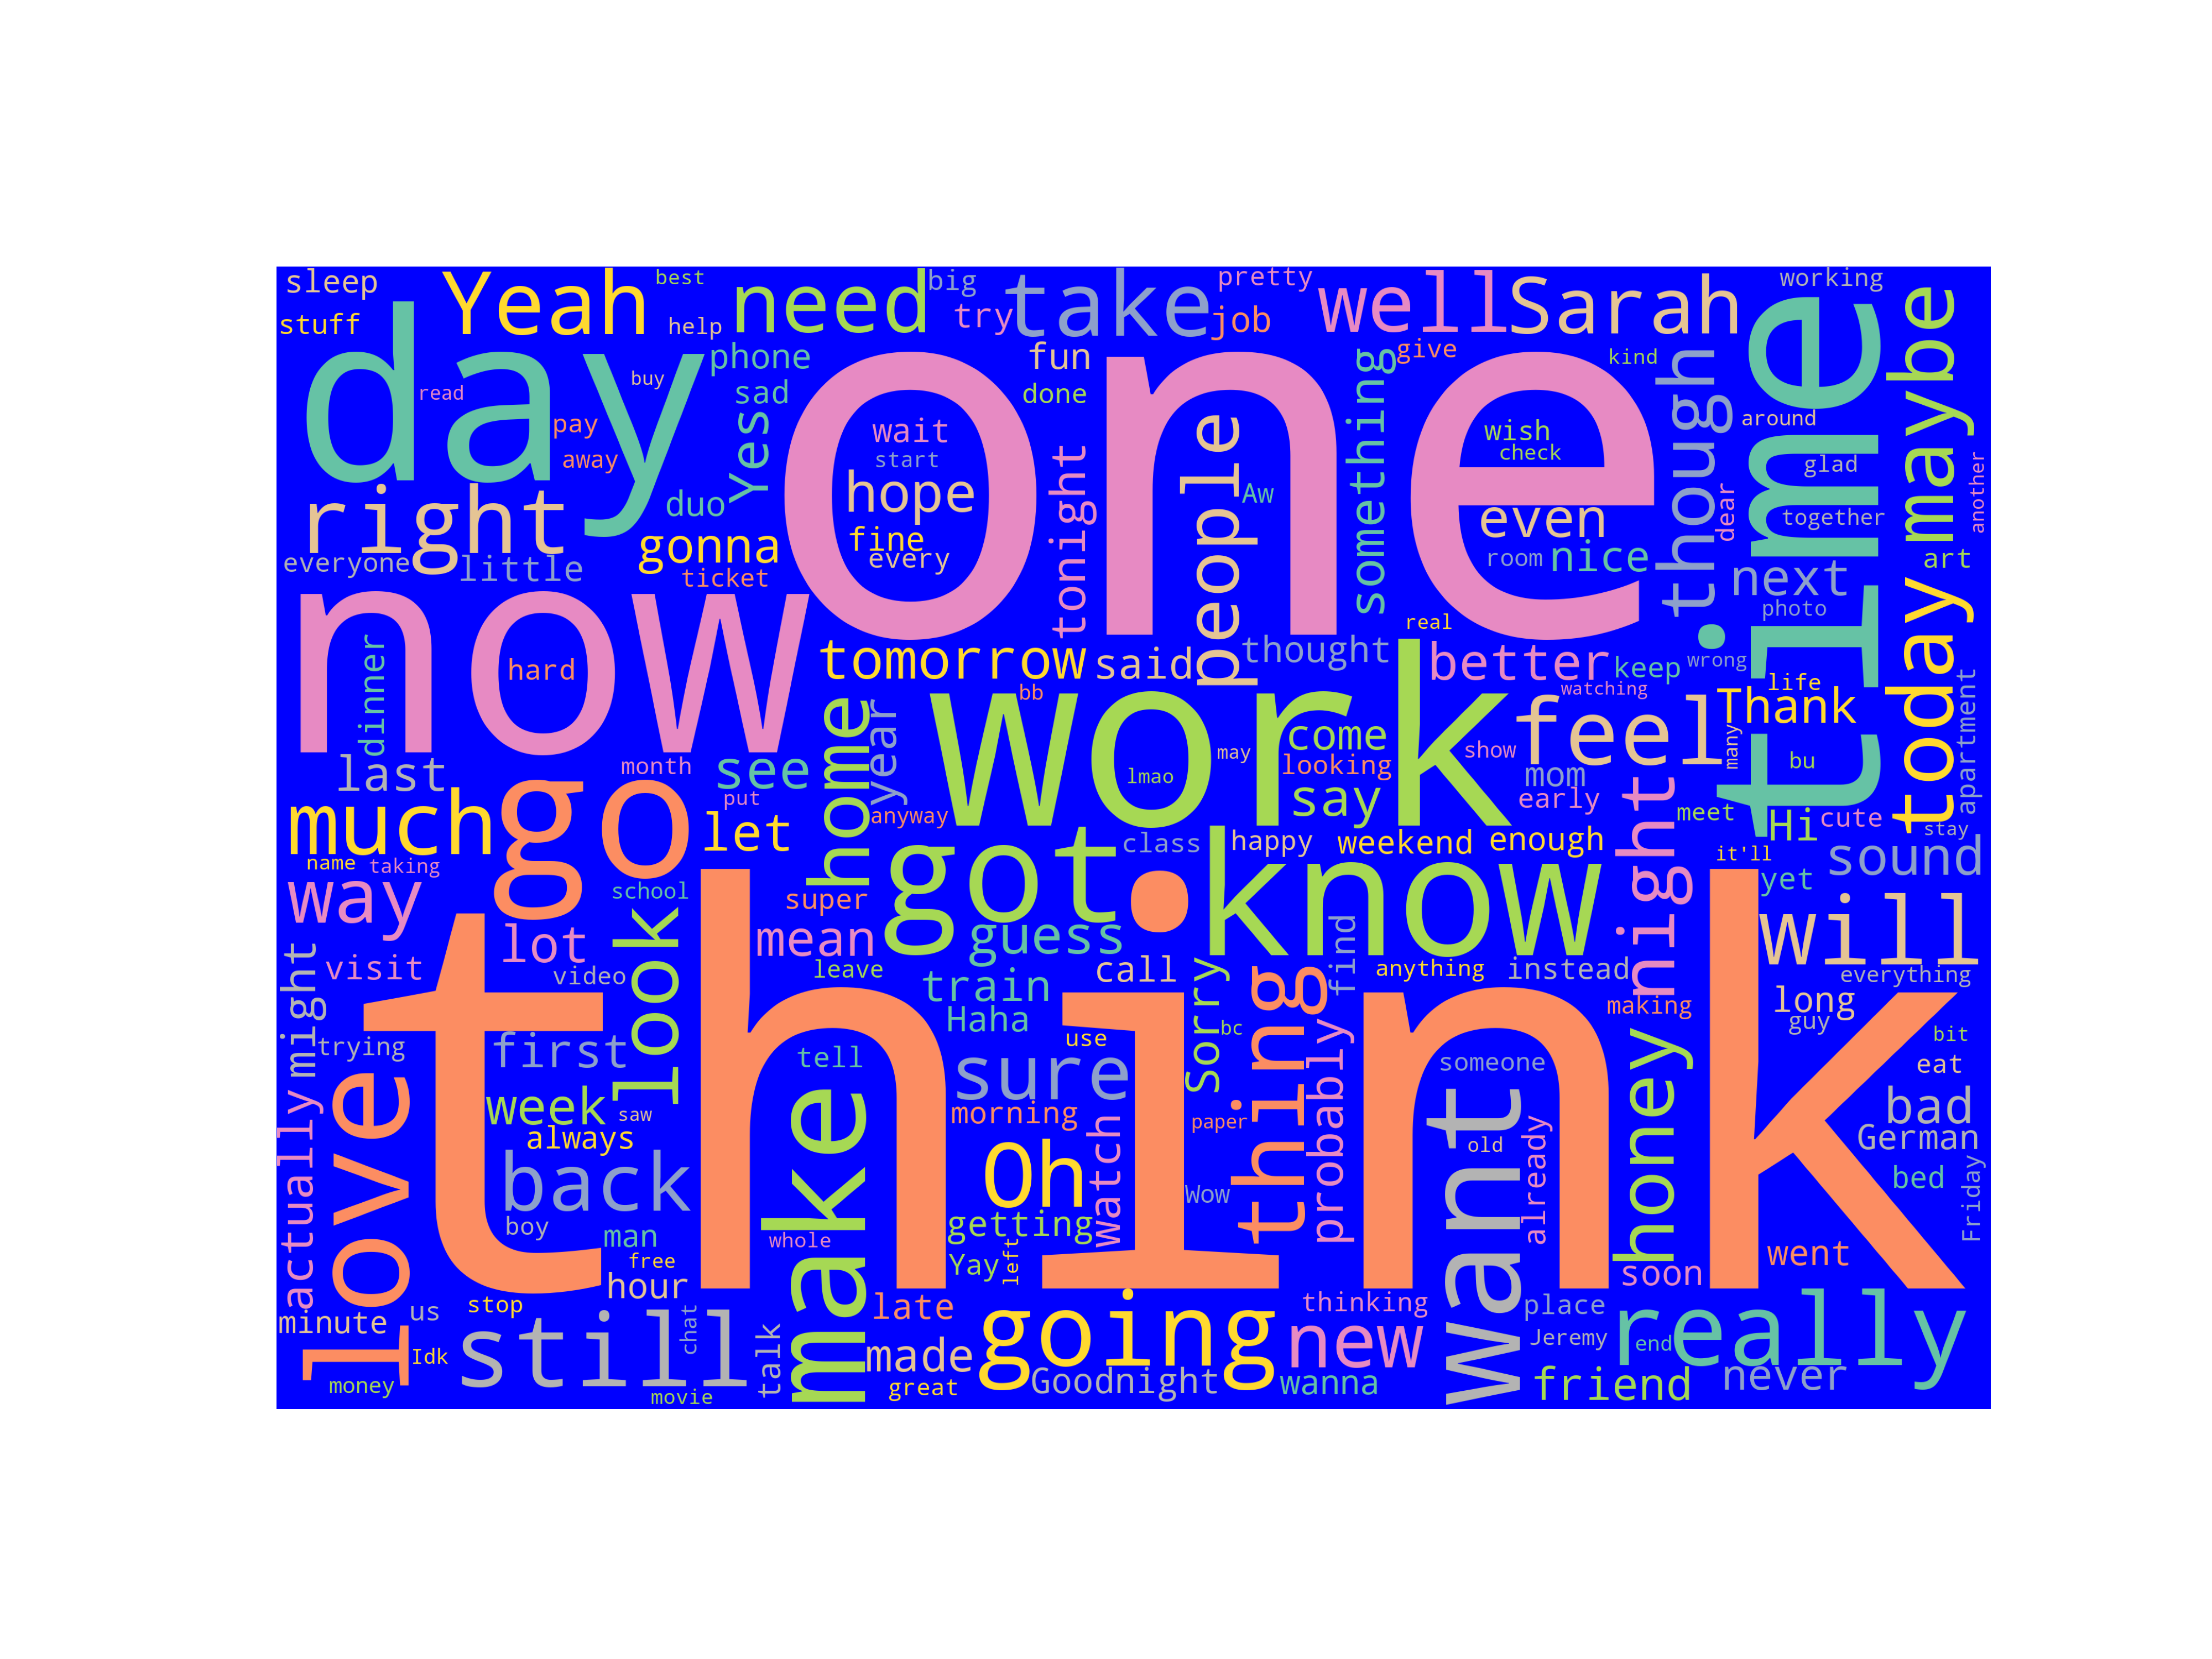 sleep Yeah best need big take pretty well Sarah working
stuff help try job
day phone fun give kind time maybe
read buy sad done one something though around
pay Yes wait people wish check glad
away start Aw dear another
right duo hope tonight even together
everyone little gonna fine every room nice next art today
ticket photo
now tomorrow said thought real better keep wrong
hard bb watching life Thank
dinner home year work come feel many apartment
last month see may looking show mom bu
much go put anyway lmao say early night meet Hi cute stay
let got class happy weekend enough it'll sound
name taking
way school super know yet Will
lot look mean guess find
visit video leave train call anything instead everything
might Haha think making long guy
trying first tell sure Sorry bc use thing someone honey bit eat
love week saw morning paper probably Want old already bad
actually always make watch German
back Oh Wow bed Friday
boy man whole getting went
free Yay left soon
minute us stop hour late going thinking place really
Idk still chat talk made new Jeremy end
money movie great Goodnight wanna friend never